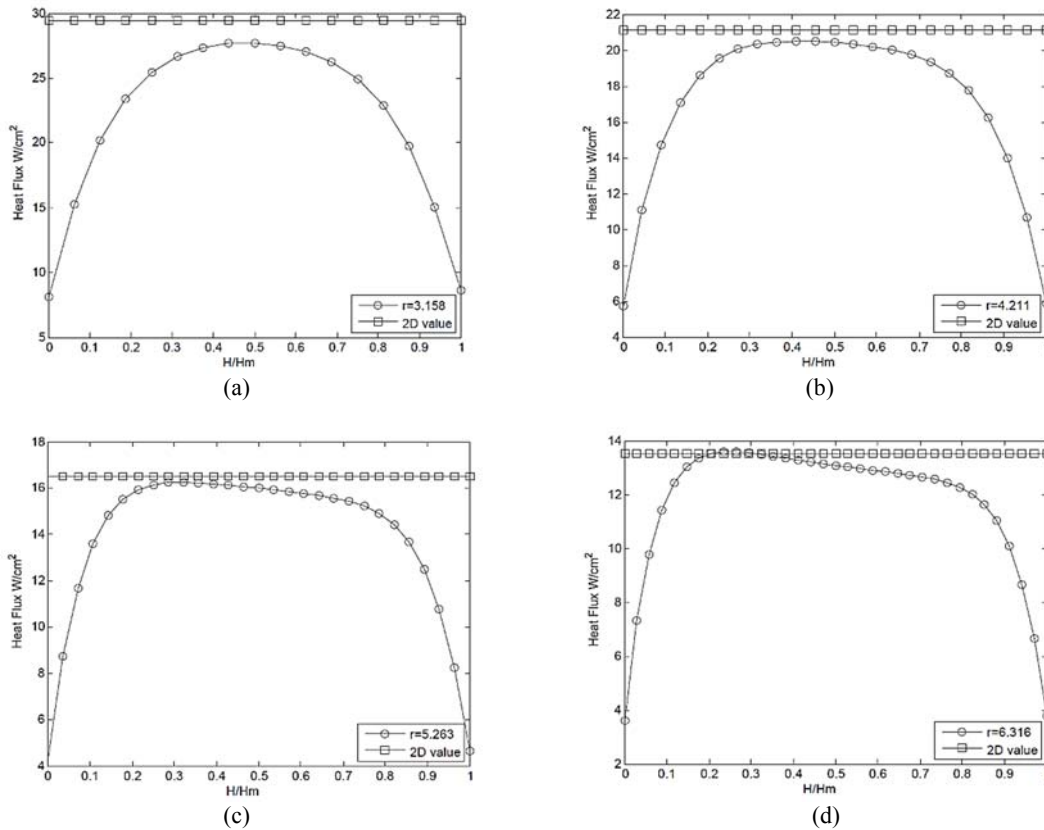 30
25
20
15
10
5
Heat Flux W/cm²
0 0.1 0.2 0.3 0.4 0.5 0.6 0.7 0.8 0.9 1
H/Hm
r=3.158
2D value
(a)
22
20
18
16
14
12
10
8
6
4
Heat Flux W/cm²
0 0.1 0.2 0.3 0.4 0.5 0.6 0.7 0.8 0.9
H/Hm
r=4.211
2D value
(b)
18
16
14
12
10
8
6
4
Heat Flux W/cm²
0 0.1 0.2 0.3 0.4 0.5 0.6 0.7 0.8 0.9 1
H/Hm
r=5.263
2D value
(c)
14
12
10
8
6
4
2
Heat Flux W/cm²
0 0.1 0.2 0.3 0.4 0.5 0.6 0.7 0.8 0.9
H/Hm
r=6.316
2D value
(d)